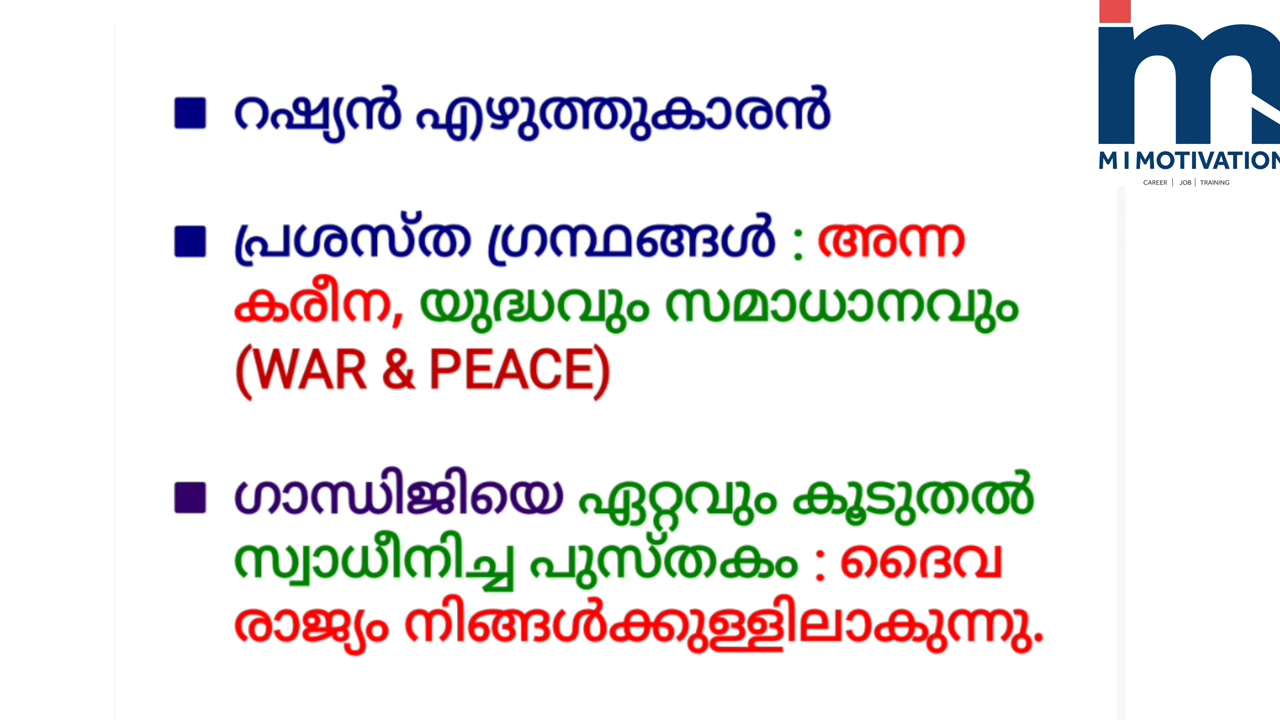 ■ റഷ്യൻ എഴുത്തുകാരൻ
■ പ്രശസ്ത ഗ്രന്ഥങ്ങൾ : അന്ന
കരീന, യുദ്ധവും സമാധാനവും
(WAR & PEACE)
■ ഗാന്ധിജിയെ ഏറ്റവും കൂടുതൽ
സ്വാധീനിച്ച പുസ്തകം : ദൈവ
രാജ്യം നിങ്ങൾക്കുള്ളിലാകുന്നു.
im
M I MOTIVATION
CAREER | JOB | TRAINING